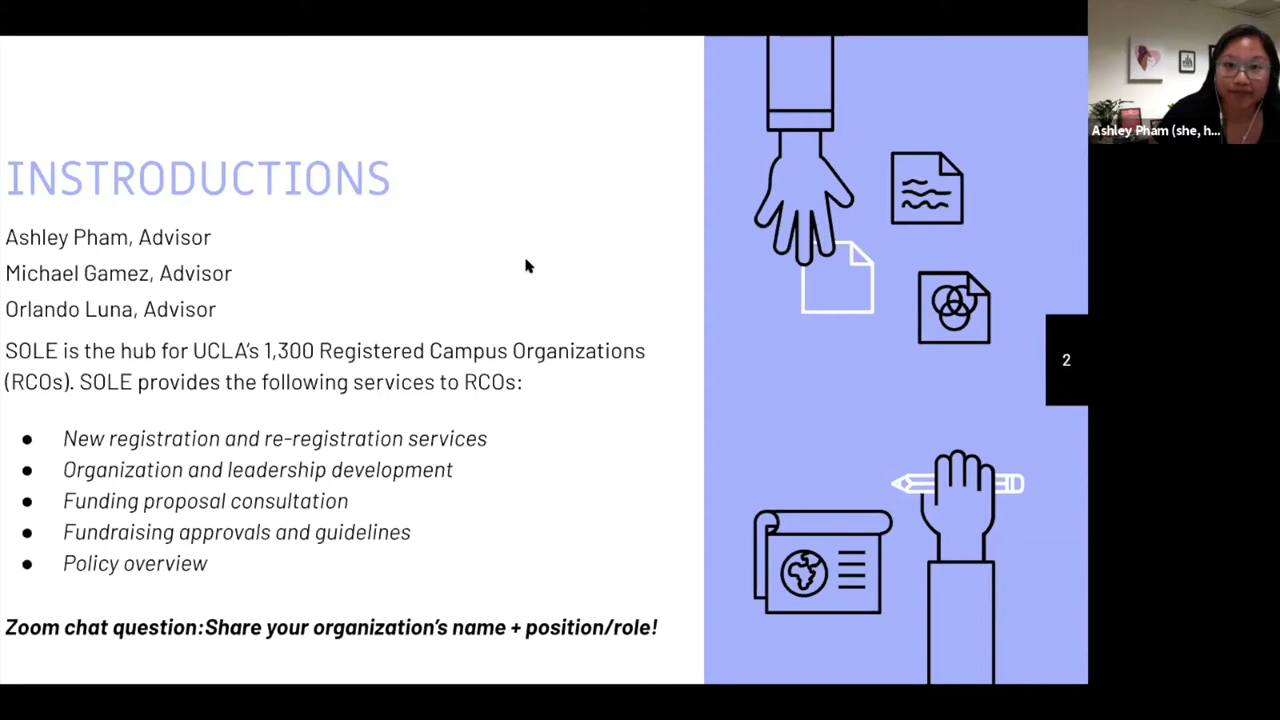 INSTRODUCTIONS
Ashley Pham, Advisor
Michael Gamez, Advisor
Orlando Luna, Advisor
SOLE is the hub for UCLA's 1,300 Registered Campus Organizations
(RCOs). SOLE provides the following services to RCOs:
● New registration and re-registration services
● Organization and leadership development
● Funding proposal consultation
● Fundraising approvals and guidelines
● Policy overview
Zoom chat question:Share your organization's name + position/role!
2
Ashley Pham (she, h...